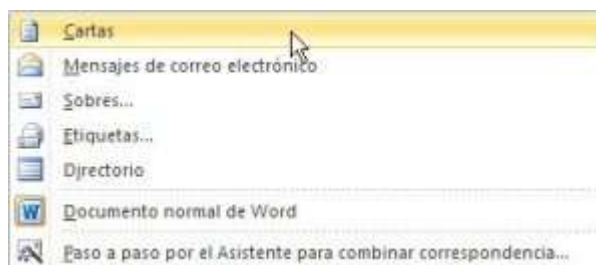 Cartas
Mensajes de correo electrónico
Sobres...
Etiquetas...
Directorio
Documento normal de Word
Paso a paso por el Asistente para combinar correspondencia...